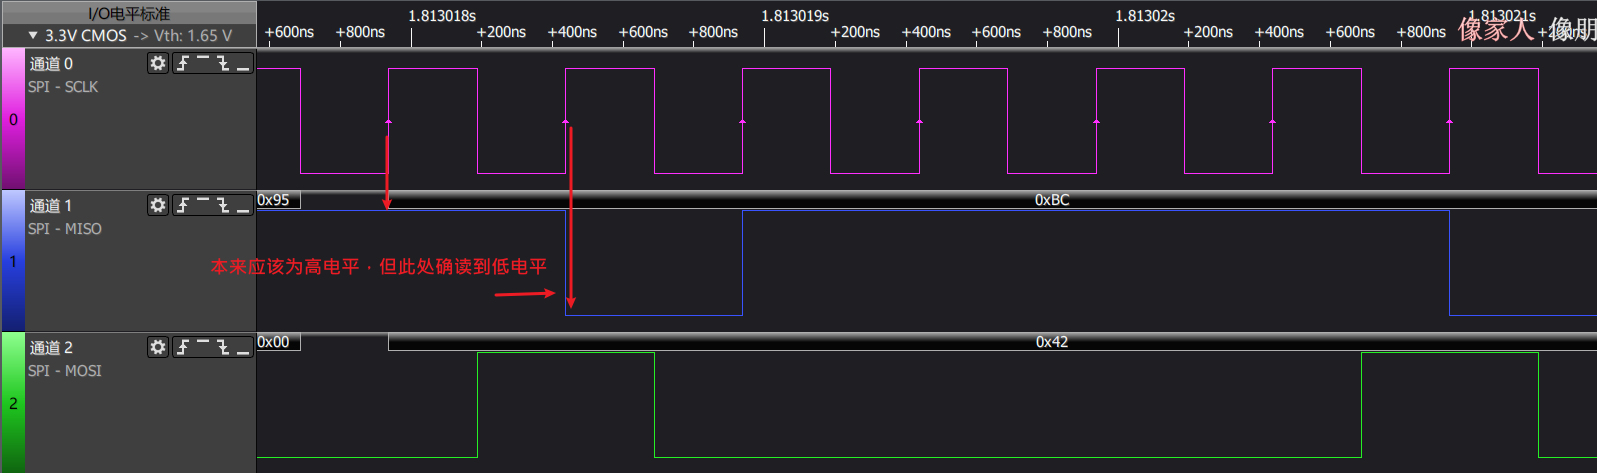 I/O电平标准
▼ 3.3V CMOS -> Vth: 1.65 V
1.813018s 1.813019s 1.81302s 1.813021s
+600ns +800ns +200ns +400ns +600ns +800ns +200ns +400ns +600ns +800ns +200ns +400ns +600ns +800ns +200ns
像家人 像朋
通道 0
SPI - SCLK
0
通道 1
0x95 0xBC
SPI - MISO
1
本来应该为高电平，但此处确读到低电平
通道 2
0x00 0x42
SPI - MOSI
2